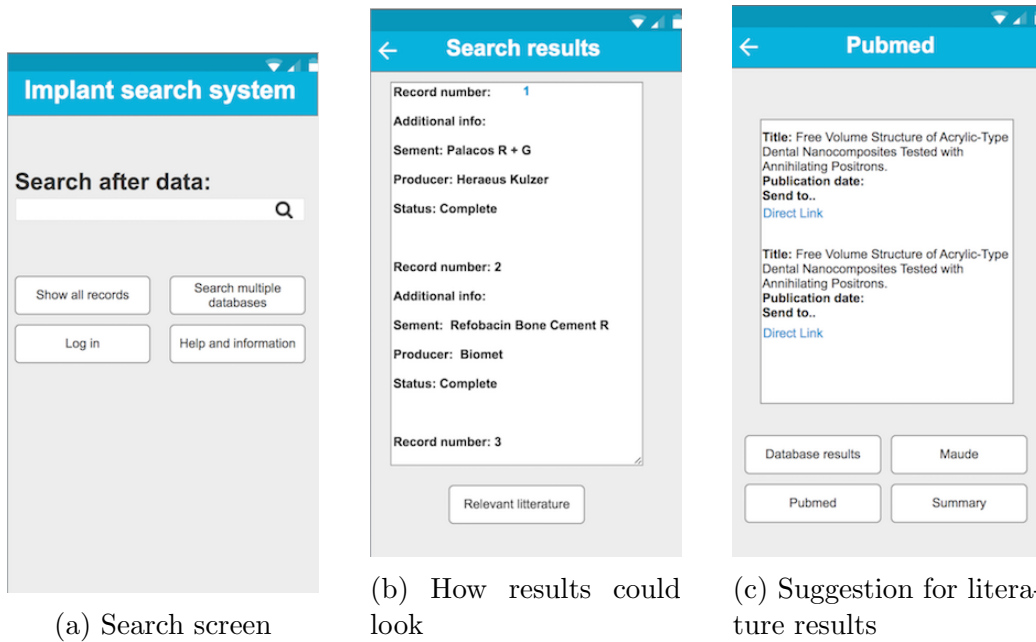 Implant search system
Search after data:
Show all records
Search multiple
databases
Log in
Help and information
(a) Search screen
Search results
Record number: 1
Additional info:
Sement: Palacos R + G
Producer: Heraeus Kulzer
Status: Complete
Record number: 2
Additional info:
Sement: Refobacin Bone Cement R
Producer: Biomet
Status: Complete
Record number: 3
Relevant litterature
(b) How results could
look
Pubmed
Title: Free Volume Structure of Acrylic-Type
Dental Nanocomposites Tested with
Annihilating Positrons.
Publication date:
Send to..
Direct Link
Title: Free Volume Structure of Acrylic-Type
Dental Nanocomposites Tested with
Annihilating Positrons.
Publication date:
Send to..
Direct Link
Database results
Maude
Pubmed
Summary
(c) Suggestion for litera-
ture results